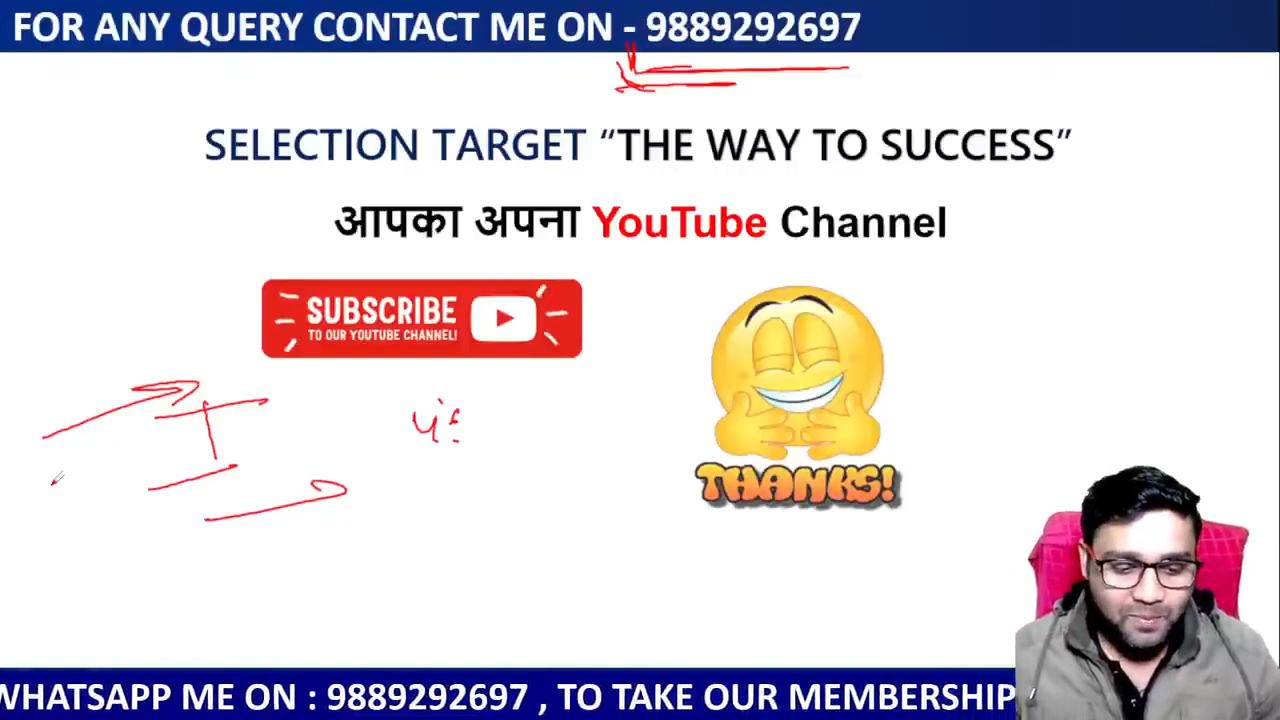 FOR ANY QUERY CONTACT ME ON - 9889292697
SELECTION TARGET “THE WAY TO SUCCESS”
आपका अपना YouTube Channel
SUBSCRIBE
TO OUR YOUTUBE CHANNEL!
THANKS!
WHATSAPP ME ON : 9889292697 , TO TAKE OUR MEMBERSHIP